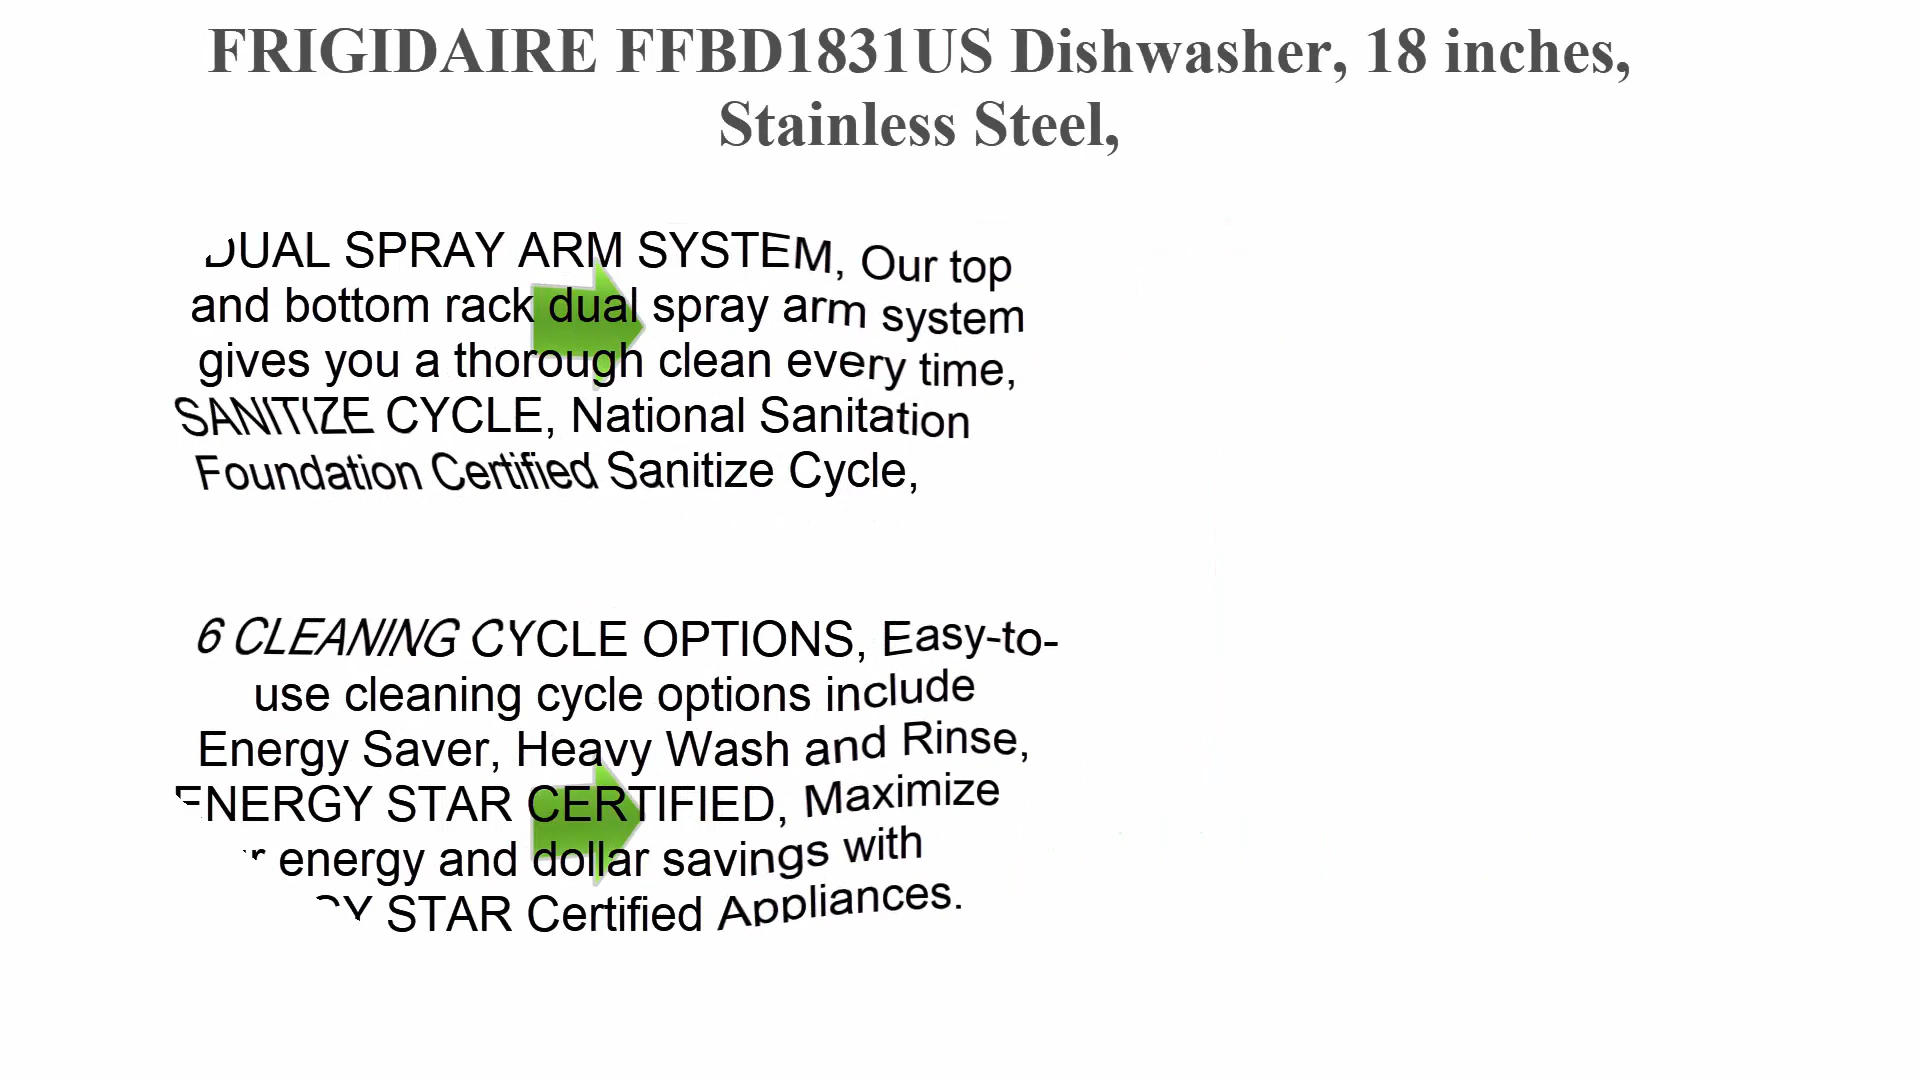 FRIGIDAIRE FFBD1831US Dishwasher, 18 inches,
Stainless Steel,
DUAL SPRAY ARM SYSTEM, Our top
and bottom rack dual spray arm system
gives you a thorough clean every time,
SANITIZE CYCLE, National Sanitation
Foundation Certified Sanitize Cycle,
6 CLEANING CYCLE OPTIONS, Easy-to-
use cleaning cycle options include
Energy Saver, Heavy Wash and Rinse,
ENERGY STAR CERTIFIED, Maximize
energy and dollar savings with
STAR Certified Appliances.